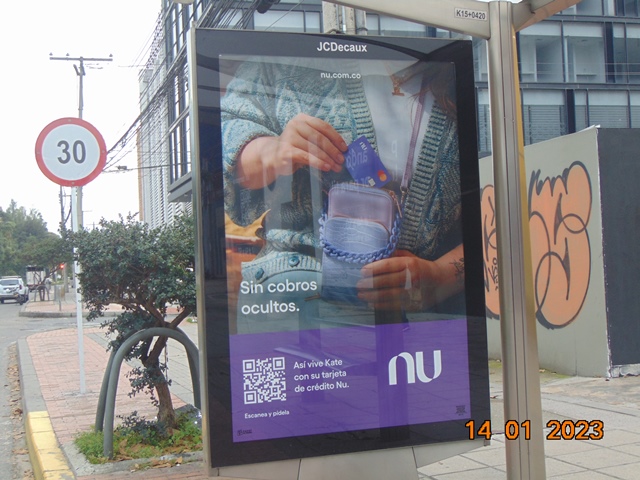 K15+0420
JCDecaux
nu.com.co
30
nu
Sin cobros
ocultos.
Así vive Kate
con su tarjeta
de crédito Nu.
nu
Escanea y pídela
14 01 2023